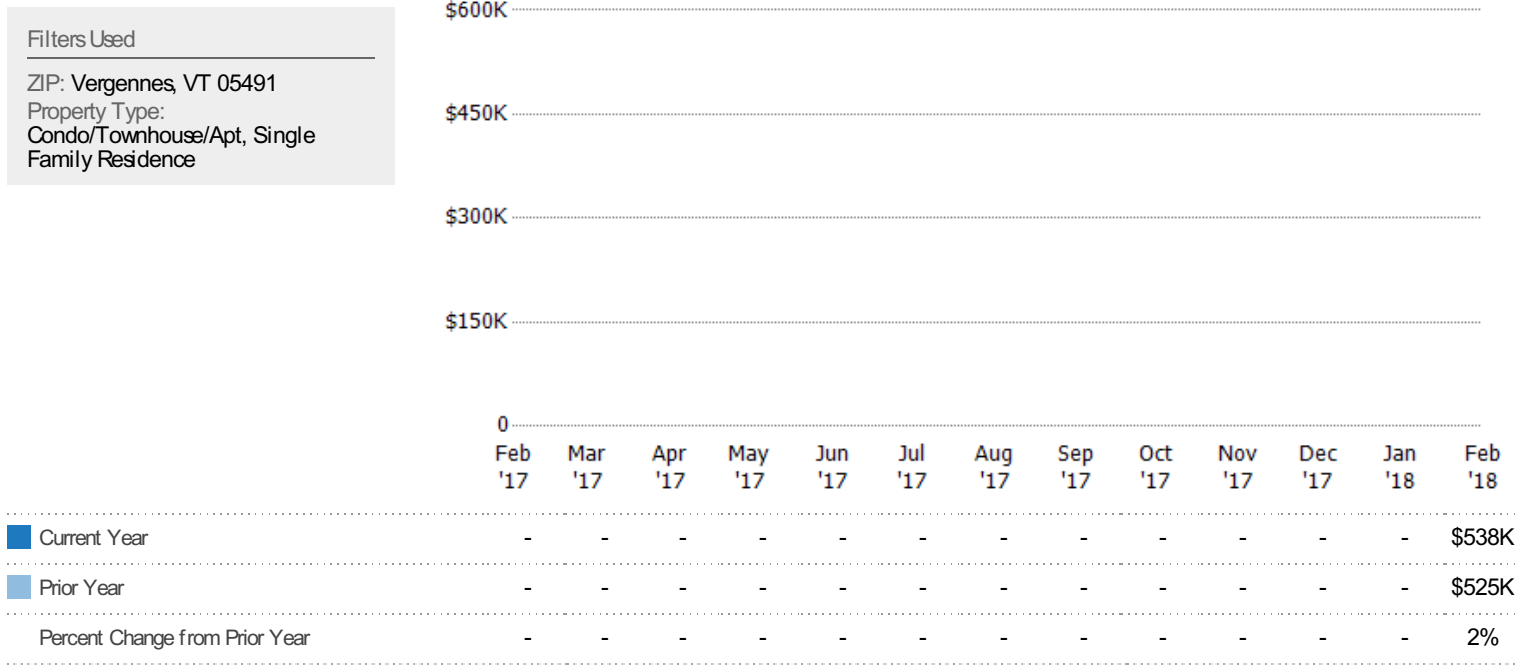 Filters Used
ZIP: Vergennes, VT 05491
Property Type:
Condo/Townhouse/Apt, Single
Family Residence
$600K
$450K
$300K
$150K
0
Feb Mar Apr May Jun Jul Aug Sep Oct Nov Dec Jan Feb
'17 '17 '17 '17 '17 '17 '17 '17 '17 '17 '17 '18 '18
Current Year - - - - - - - - - - - - $538K
Prior Year - - - - - - - - - - - - $525K
Percent Change from Prior Year - - - - - - - - - - - - 2%